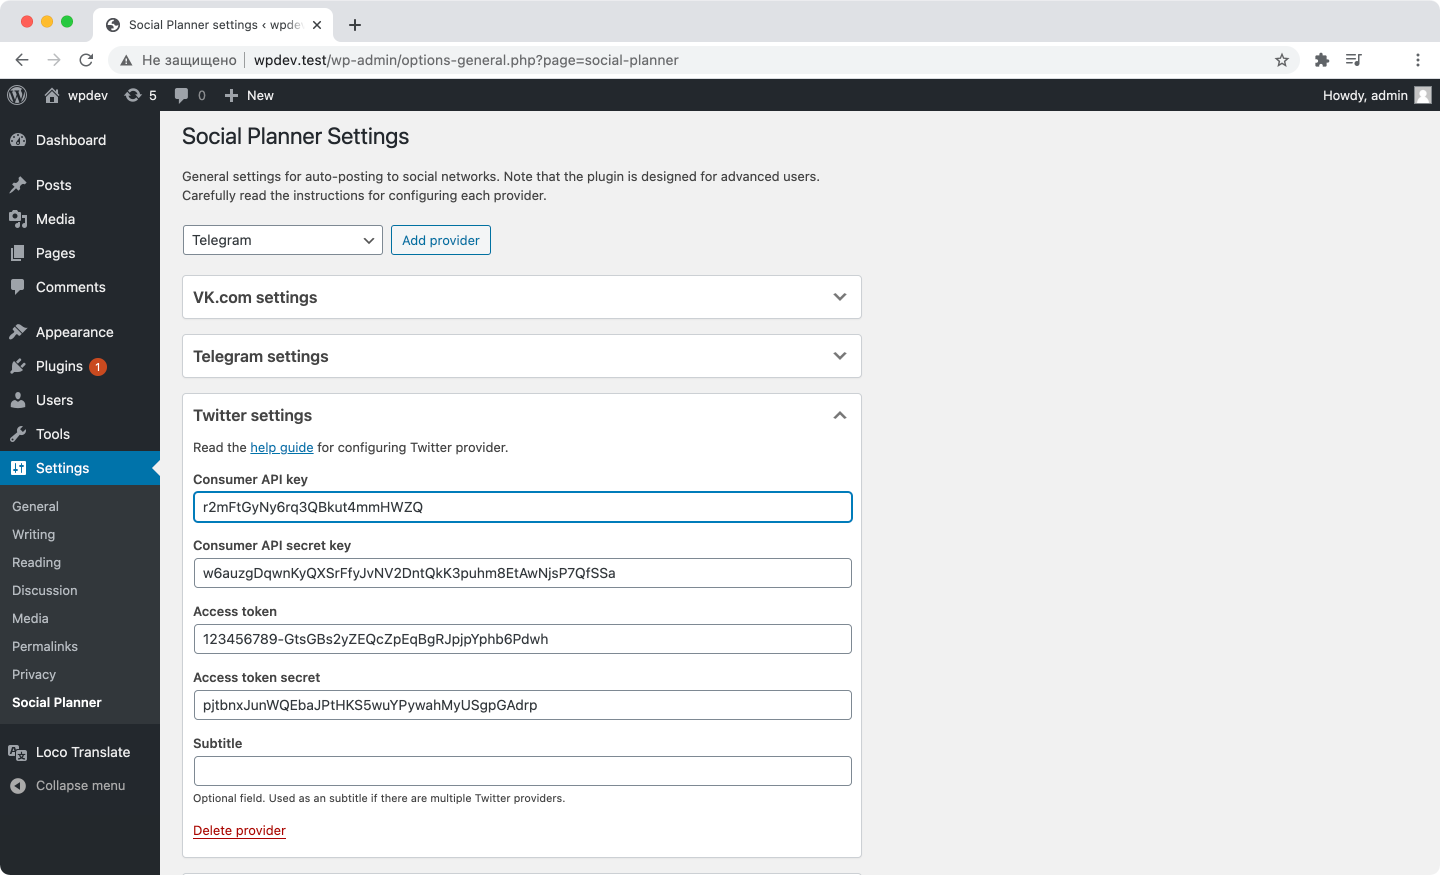 Social Planner settings ‹ wpde
Не защищено
wpdev.test/wp-admin/options-general.php?page=social-planner
wpdev
5
0
New
Howdy, admin
Dashboard
Posts
Media
Pages
Comments
Appearance
Plugins 1
Users
Tools
Settings
General
Writing
Reading
Discussion
Media
Permalinks
Privacy
Social Planner
Loco Translate
Collapse menu
Social Planner Settings
General settings for auto-posting to social networks. Note that the plugin is designed for advanced users.
Carefully read the instructions for configuring each provider.
Telegram
Add provider
VK.com settings
Telegram settings
Twitter settings
Read the help guide for configuring Twitter provider.
Consumer API key
r2mFtGyNy6rq3QBkut4mmHWZQ
Consumer API secret key
w6auzgDqwnKyQXSrFfyJvNV2DntQkK3puhm8EtAwNjsP7QfSSa
Access token
123456789-GtsGBs2yZEQcZpEqBgRJpjpYphb6Pdwh
Access token secret
pjtbnxJunWQEbaJPtHKS5wuYPywahMyUSgpGAdrp
Subtitle
Optional field. Used as an subtitle if there are multiple Twitter providers.
Delete provider